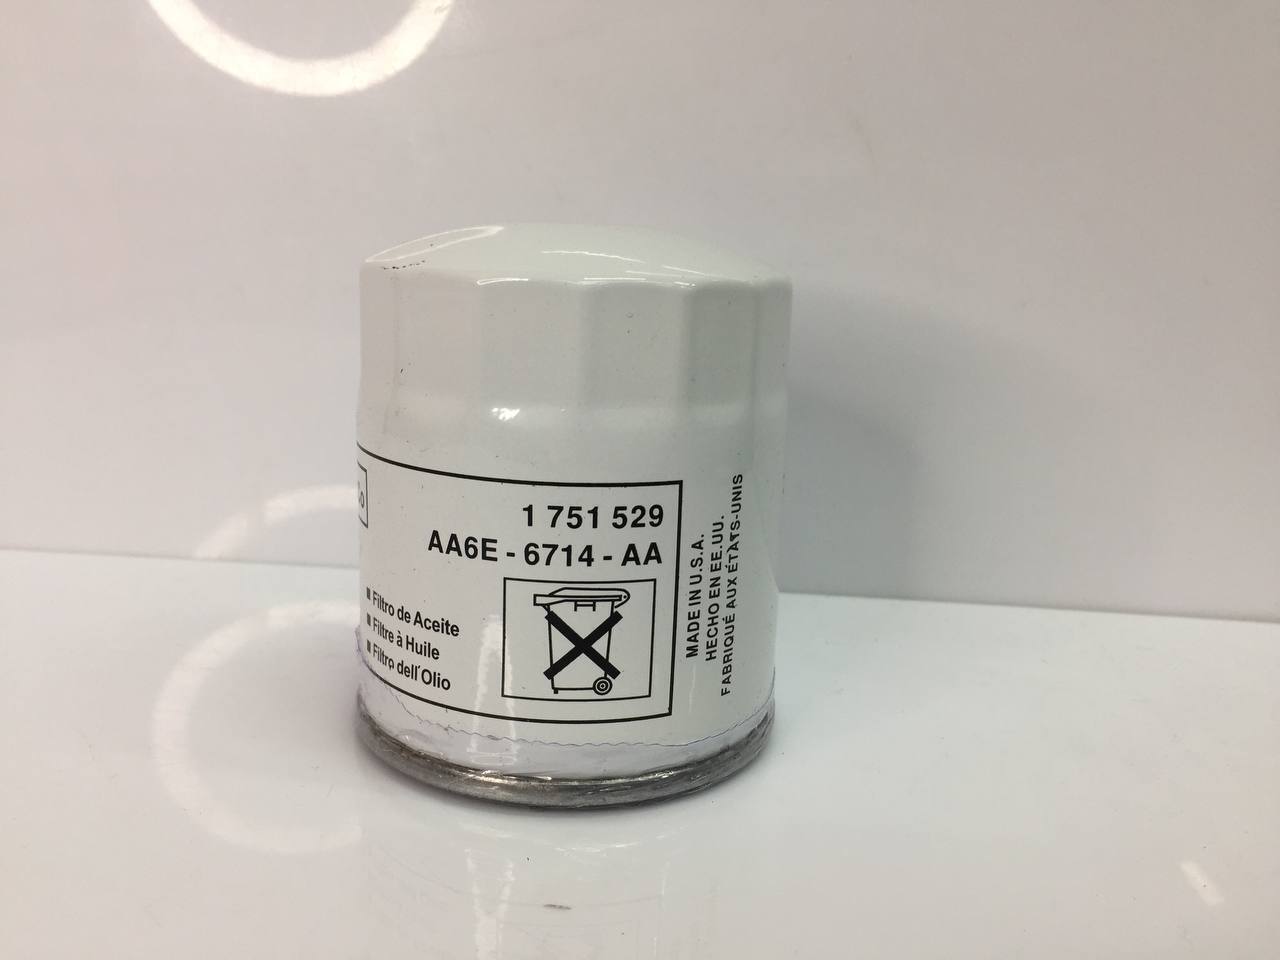 1 751 529
AA6E - 6714 - AA
■ Filtro de Aceite
■ Filtre à Huile
■ Filtro dell'Olio
MADE IN U.S.A.
HECHO EN EE.UU.
FABRIQUÉ AUX ÉTATS-UNIS